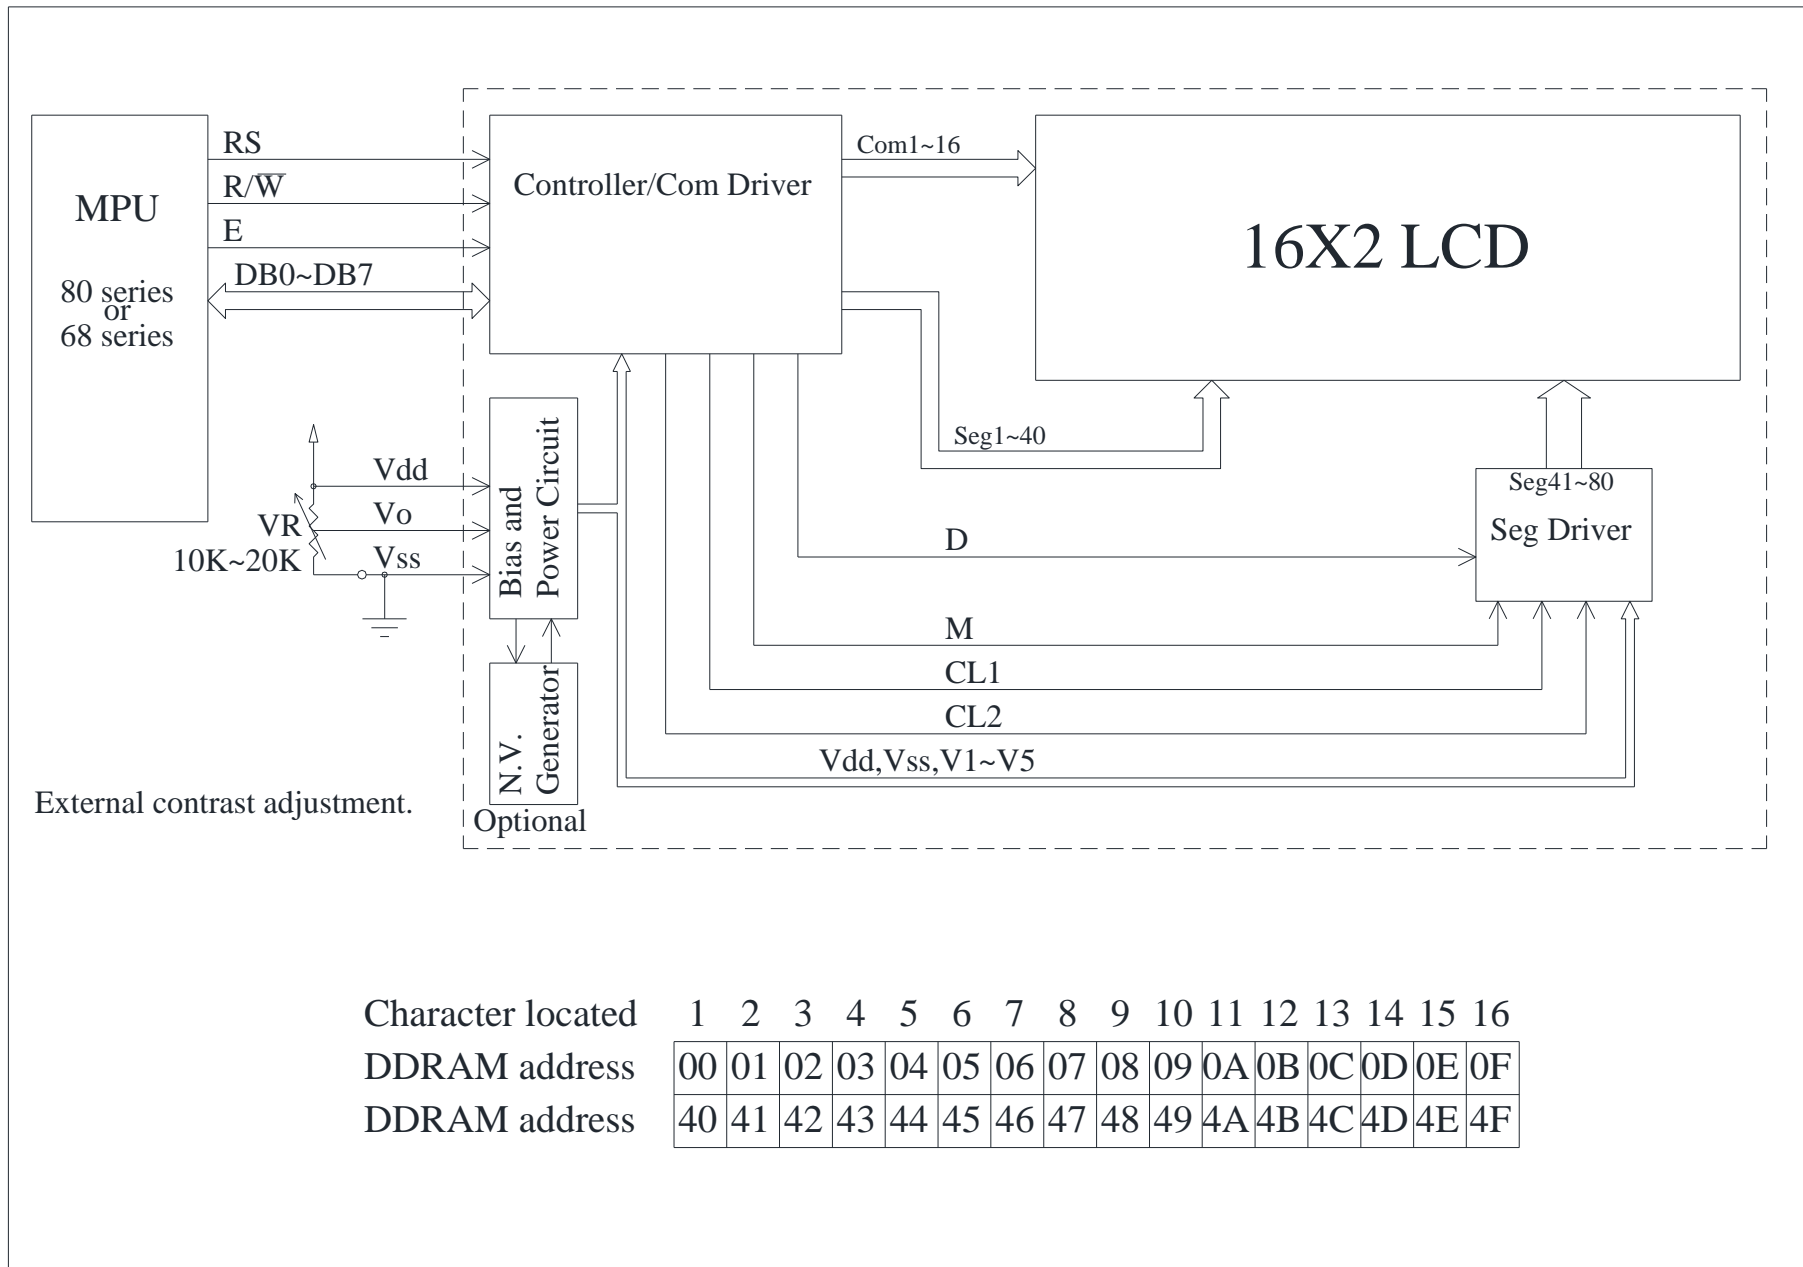 MPU
80 series
or
68 series
RS
R/W̅
E
DB0~DB7
Controller/Com Driver
Com1~16
16X2 LCD
Seg1~40
Seg41~80
Seg Driver
Vdd
Vo
Vss
VR
10K~20K
Bias and
Power Circuit
N.V.
Generator
Optional
D
M
CL1
CL2
Vdd,Vss,V1~V5
External contrast adjustment.
Character located 1 2 3 4 5 6 7 8 9 10 11 12 13 14 15 16
DDRAM address 00 01 02 03 04 05 06 07 08 09 0A 0B 0C 0D 0E 0F
DDRAM address 40 41 42 43 44 45 46 47 48 49 4A 4B 4C 4D 4E 4F